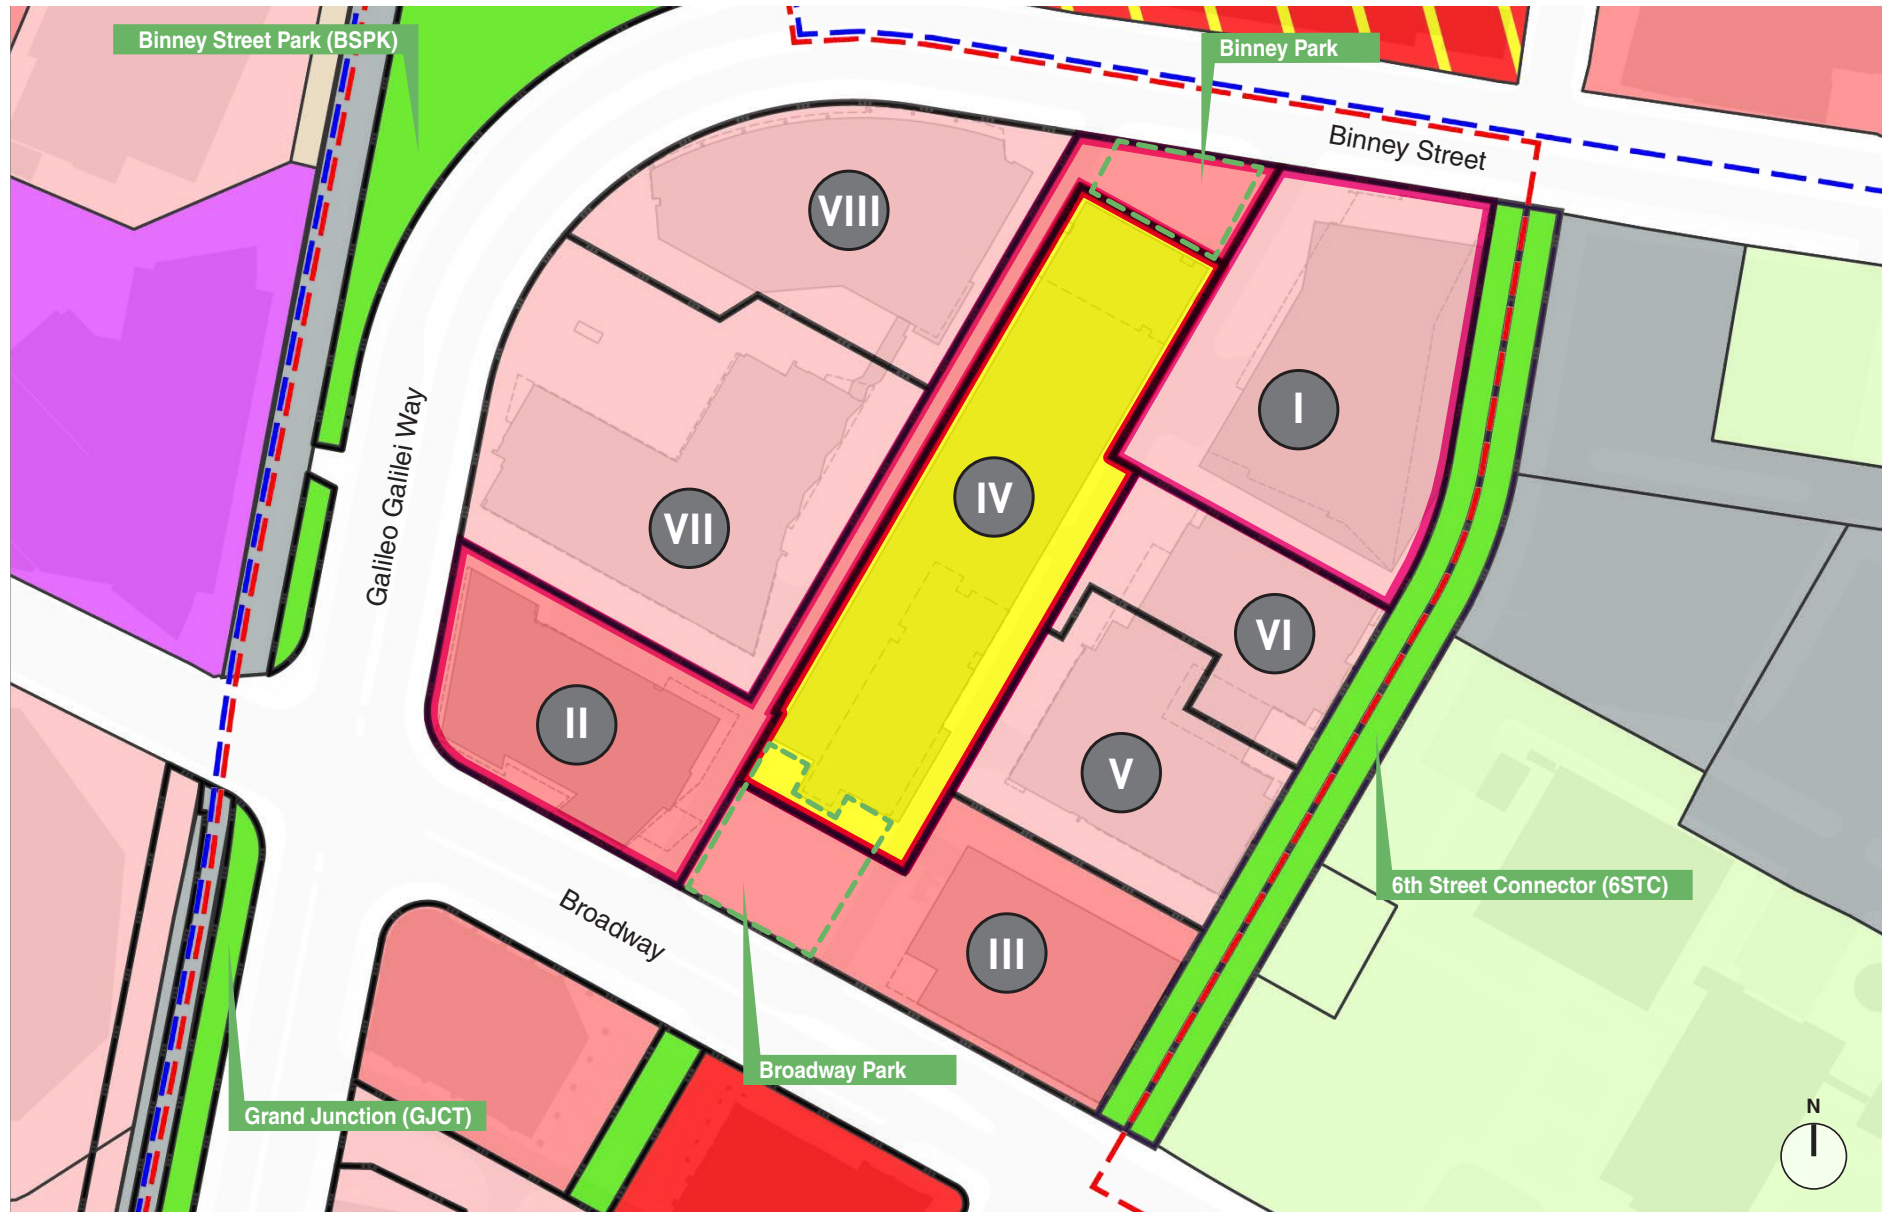 Binney Street Park (BSPK)
Binney Park
Binney Street
VIII
I
IV
Galileo Galilei Way
VII
VI
II
V
6th Street Connector (6STC)
Broadway
III
Broadway Park
Grand Junction (GJCT)
N